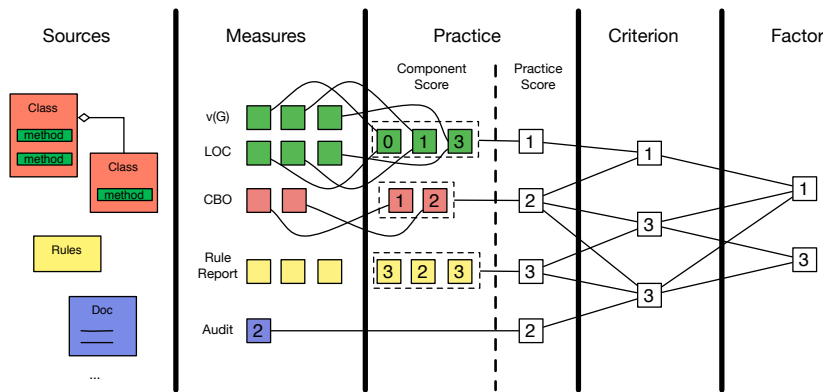 Sources
Measures
Practice
Criterion
Factor
Component
Score
Practice
Score
Class
method
method
Class
method
Rules
Doc
...
v(G)
LOC
CBO
Rule
Report
Audit
2
0 1 3
1 2
3 2 3
1
2
3
2
1
3
3
1
3